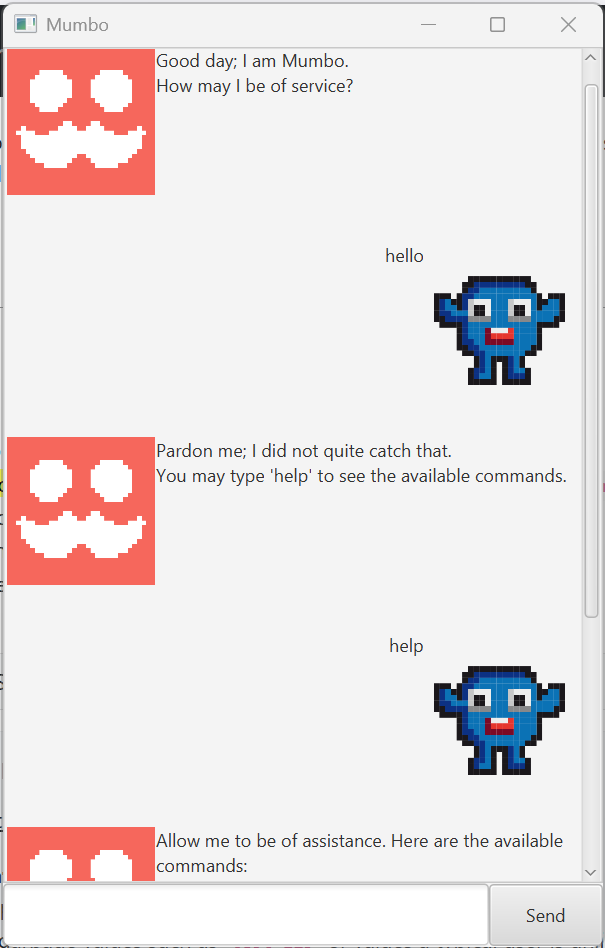 Mumbo
Good day; I am Mumbo.
How may I be of service?
hello
Pardon me; I did not quite catch that.
You may type 'help' to see the available commands.
help
Allow me to be of assistance. Here are the available
commands:
Send